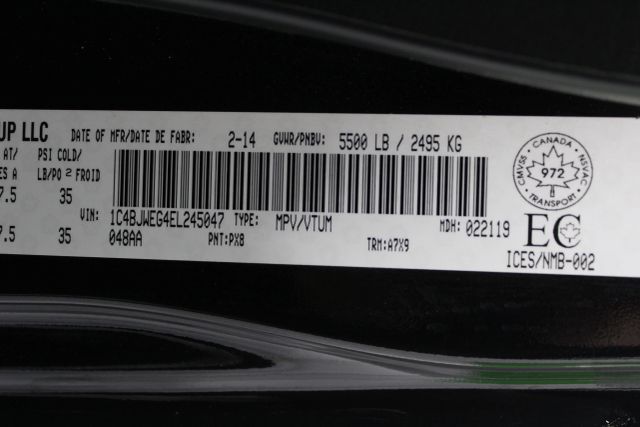 UP LLC DATE OF MFR/DATE DE FABR: 2-14 GVWR/PNBV: 5500 LB / 2495 KG
AT/ PSI COLD/
ES A LB/PO 2 FROID
7.5 35
VIN: 1C4BJWEG4EL245047 TYPE: MPV/VTUM MDH: 022119
7.5 35 048AA PNT:PX8 TRM:A7X9
CANADA
CMVSS 972 NSVAC
TRANSPORT
EC
ICES/NMB-002